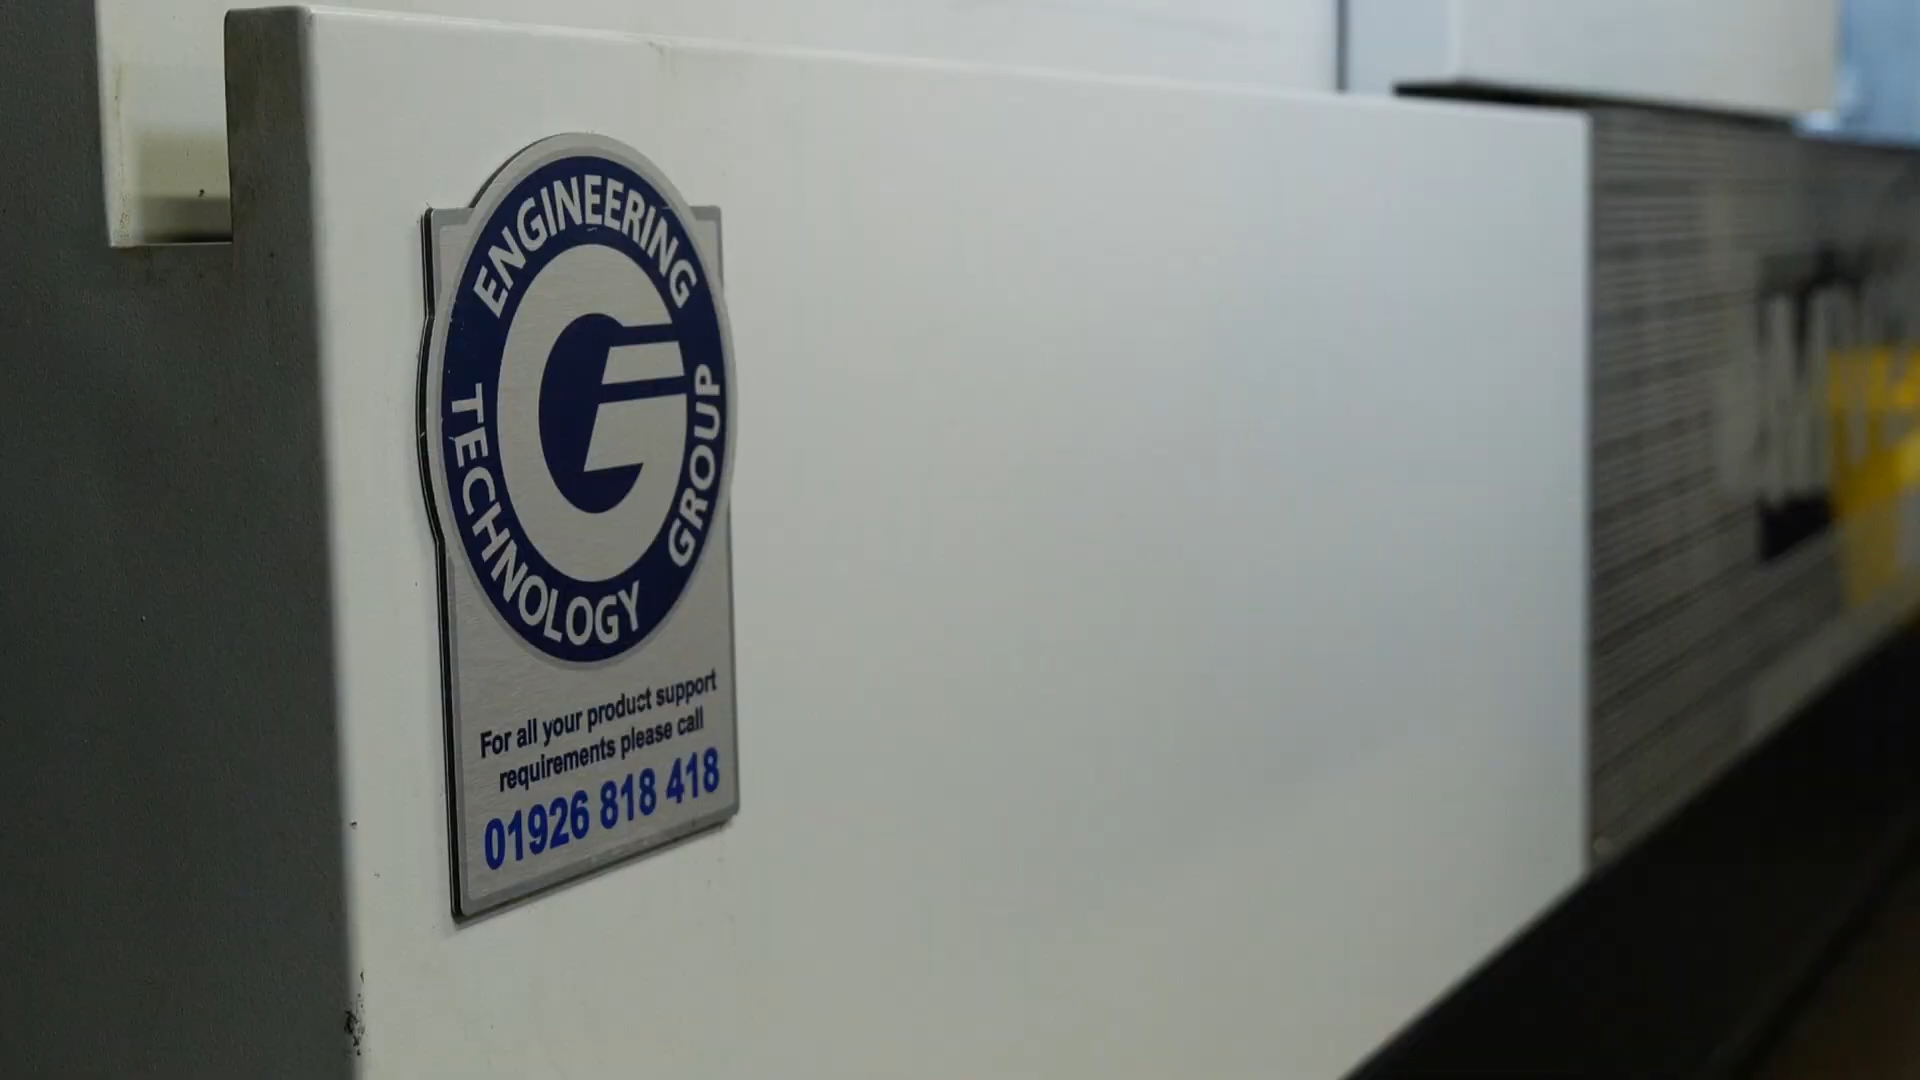 ENGINEERING
TECHNOLOGY
GROUP
For all your product support
requirements please call
01926 818 418